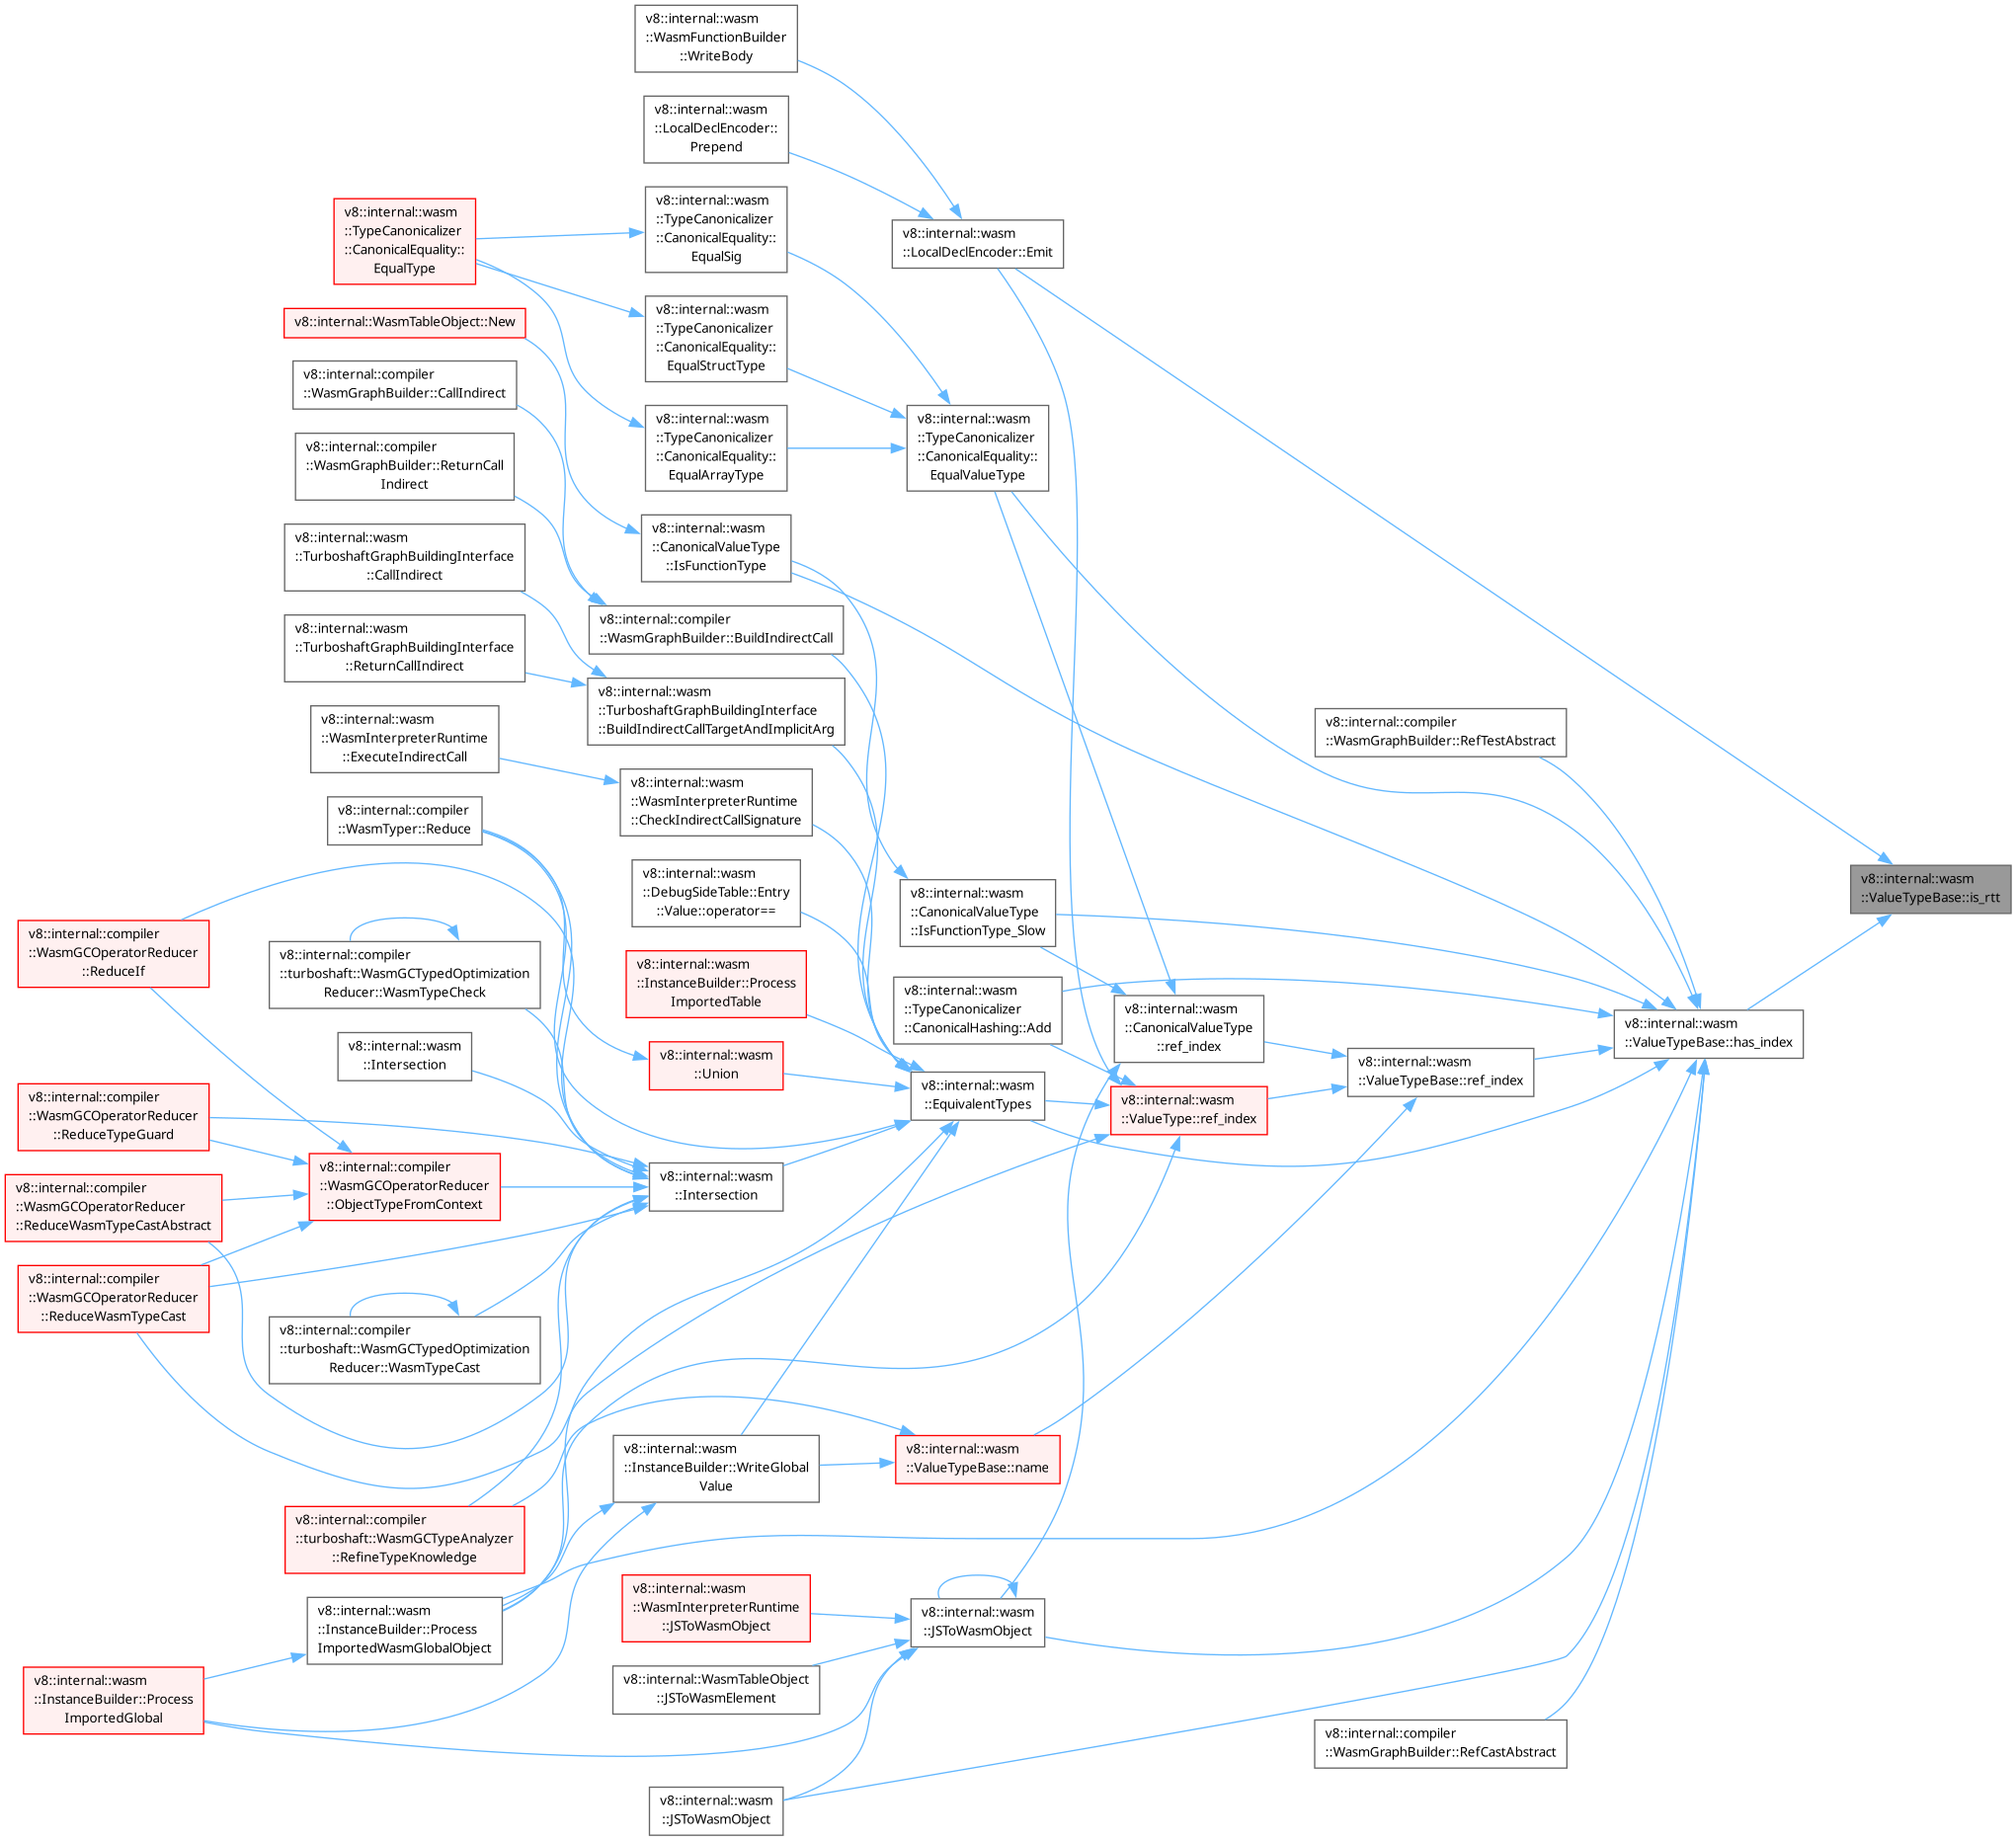 v8::internal::wasm
::WasmFunctionBuilder
::WriteBody
v8::internal::wasm
::LocalDeclEncoder::
Prepend
v8::internal::wasm
::TypeCanonicalizer
::CanonicalEquality::
EqualType
v8::internal::wasm
::TypeCanonicalizer
::CanonicalEquality::
EqualSig
v8::internal::wasm
::LocalDeclEncoder::Emit
v8::internal::WasmTableObject::New
v8::internal::wasm
::TypeCanonicalizer
::CanonicalEquality::
EqualStructType
v8::internal::compiler
::WasmGraphBuilder::CallIndirect
v8::internal::wasm
::TypeCanonicalizer
::CanonicalEquality::
EqualArrayType
v8::internal::wasm
::TypeCanonicalizer
::CanonicalEquality::
EqualValueType
v8::internal::compiler
::WasmGraphBuilder::ReturnCall
Indirect
v8::internal::wasm
::CanonicalValueType
::IsFunctionType
v8::internal::wasm
::TurboshaftGraphBuildingInterface
::CallIndirect
v8::internal::compiler
::WasmGraphBuilder::BuildIndirectCall
v8::internal::wasm
::TurboshaftGraphBuildingInterface
::ReturnCallIndirect
v8::internal::wasm
::TurboshaftGraphBuildingInterface
::BuildIndirectCallTargetAndImplicitArg
v8::internal::wasm
::WasmInterpreterRuntime
::ExecuteIndirectCall
v8::internal::compiler
::WasmGraphBuilder::RefTestAbstract
v8::internal::wasm
::WasmInterpreterRuntime
::CheckIndirectCallSignature
v8::internal::compiler
::WasmTyper::Reduce
v8::internal::wasm
::DebugSideTable::Entry
::Value::operator==
v8::internal::wasm
::CanonicalValueType
::IsFunctionType_Slow
v8::internal::wasm
::ValueTypeBase::is_rtt
v8::internal::compiler
::WasmGCOperatorReducer
::ReduceIf
v8::internal::compiler
::turboshaft::WasmGCTypedOptimization
Reducer::WasmTypeCheck
v8::internal::wasm
::InstanceBuilder::Process
ImportedTable
v8::internal::wasm
::TypeCanonicalizer
::CanonicalHashing::Add
v8::internal::wasm
::CanonicalValueType
::ref_index
v8::internal::wasm
::ValueTypeBase::has_index
v8::internal::wasm
::Intersection
v8::internal::wasm
::Union
v8::internal::wasm
::EquivalentTypes
v8::internal::wasm
::ValueType::ref_index
v8::internal::wasm
::ValueTypeBase::ref_index
v8::internal::compiler
::WasmGCOperatorReducer
::ReduceTypeGuard
v8::internal::compiler
::WasmGCOperatorReducer
::ObjectTypeFromContext
v8::internal::wasm
::Intersection
v8::internal::compiler
::WasmGCOperatorReducer
::ReduceWasmTypeCastAbstract
v8::internal::compiler
::WasmGCOperatorReducer
::ReduceWasmTypeCast
v8::internal::compiler
::turboshaft::WasmGCTypedOptimization
Reducer::WasmTypeCast
v8::internal::wasm
::InstanceBuilder::WriteGlobal
Value
v8::internal::wasm
::ValueTypeBase::name
v8::internal::compiler
::turboshaft::WasmGCTypeAnalyzer
::RefineTypeKnowledge
v8::internal::wasm
::InstanceBuilder::Process
ImportedWasmGlobalObject
v8::internal::wasm
::WasmInterpreterRuntime
::JSToWasmObject
v8::internal::wasm
::JSToWasmObject
v8::internal::wasm
::InstanceBuilder::Process
ImportedGlobal
v8::internal::WasmTableObject
::JSToWasmElement
v8::internal::compiler
::WasmGraphBuilder::RefCastAbstract
v8::internal::wasm
::JSToWasmObject